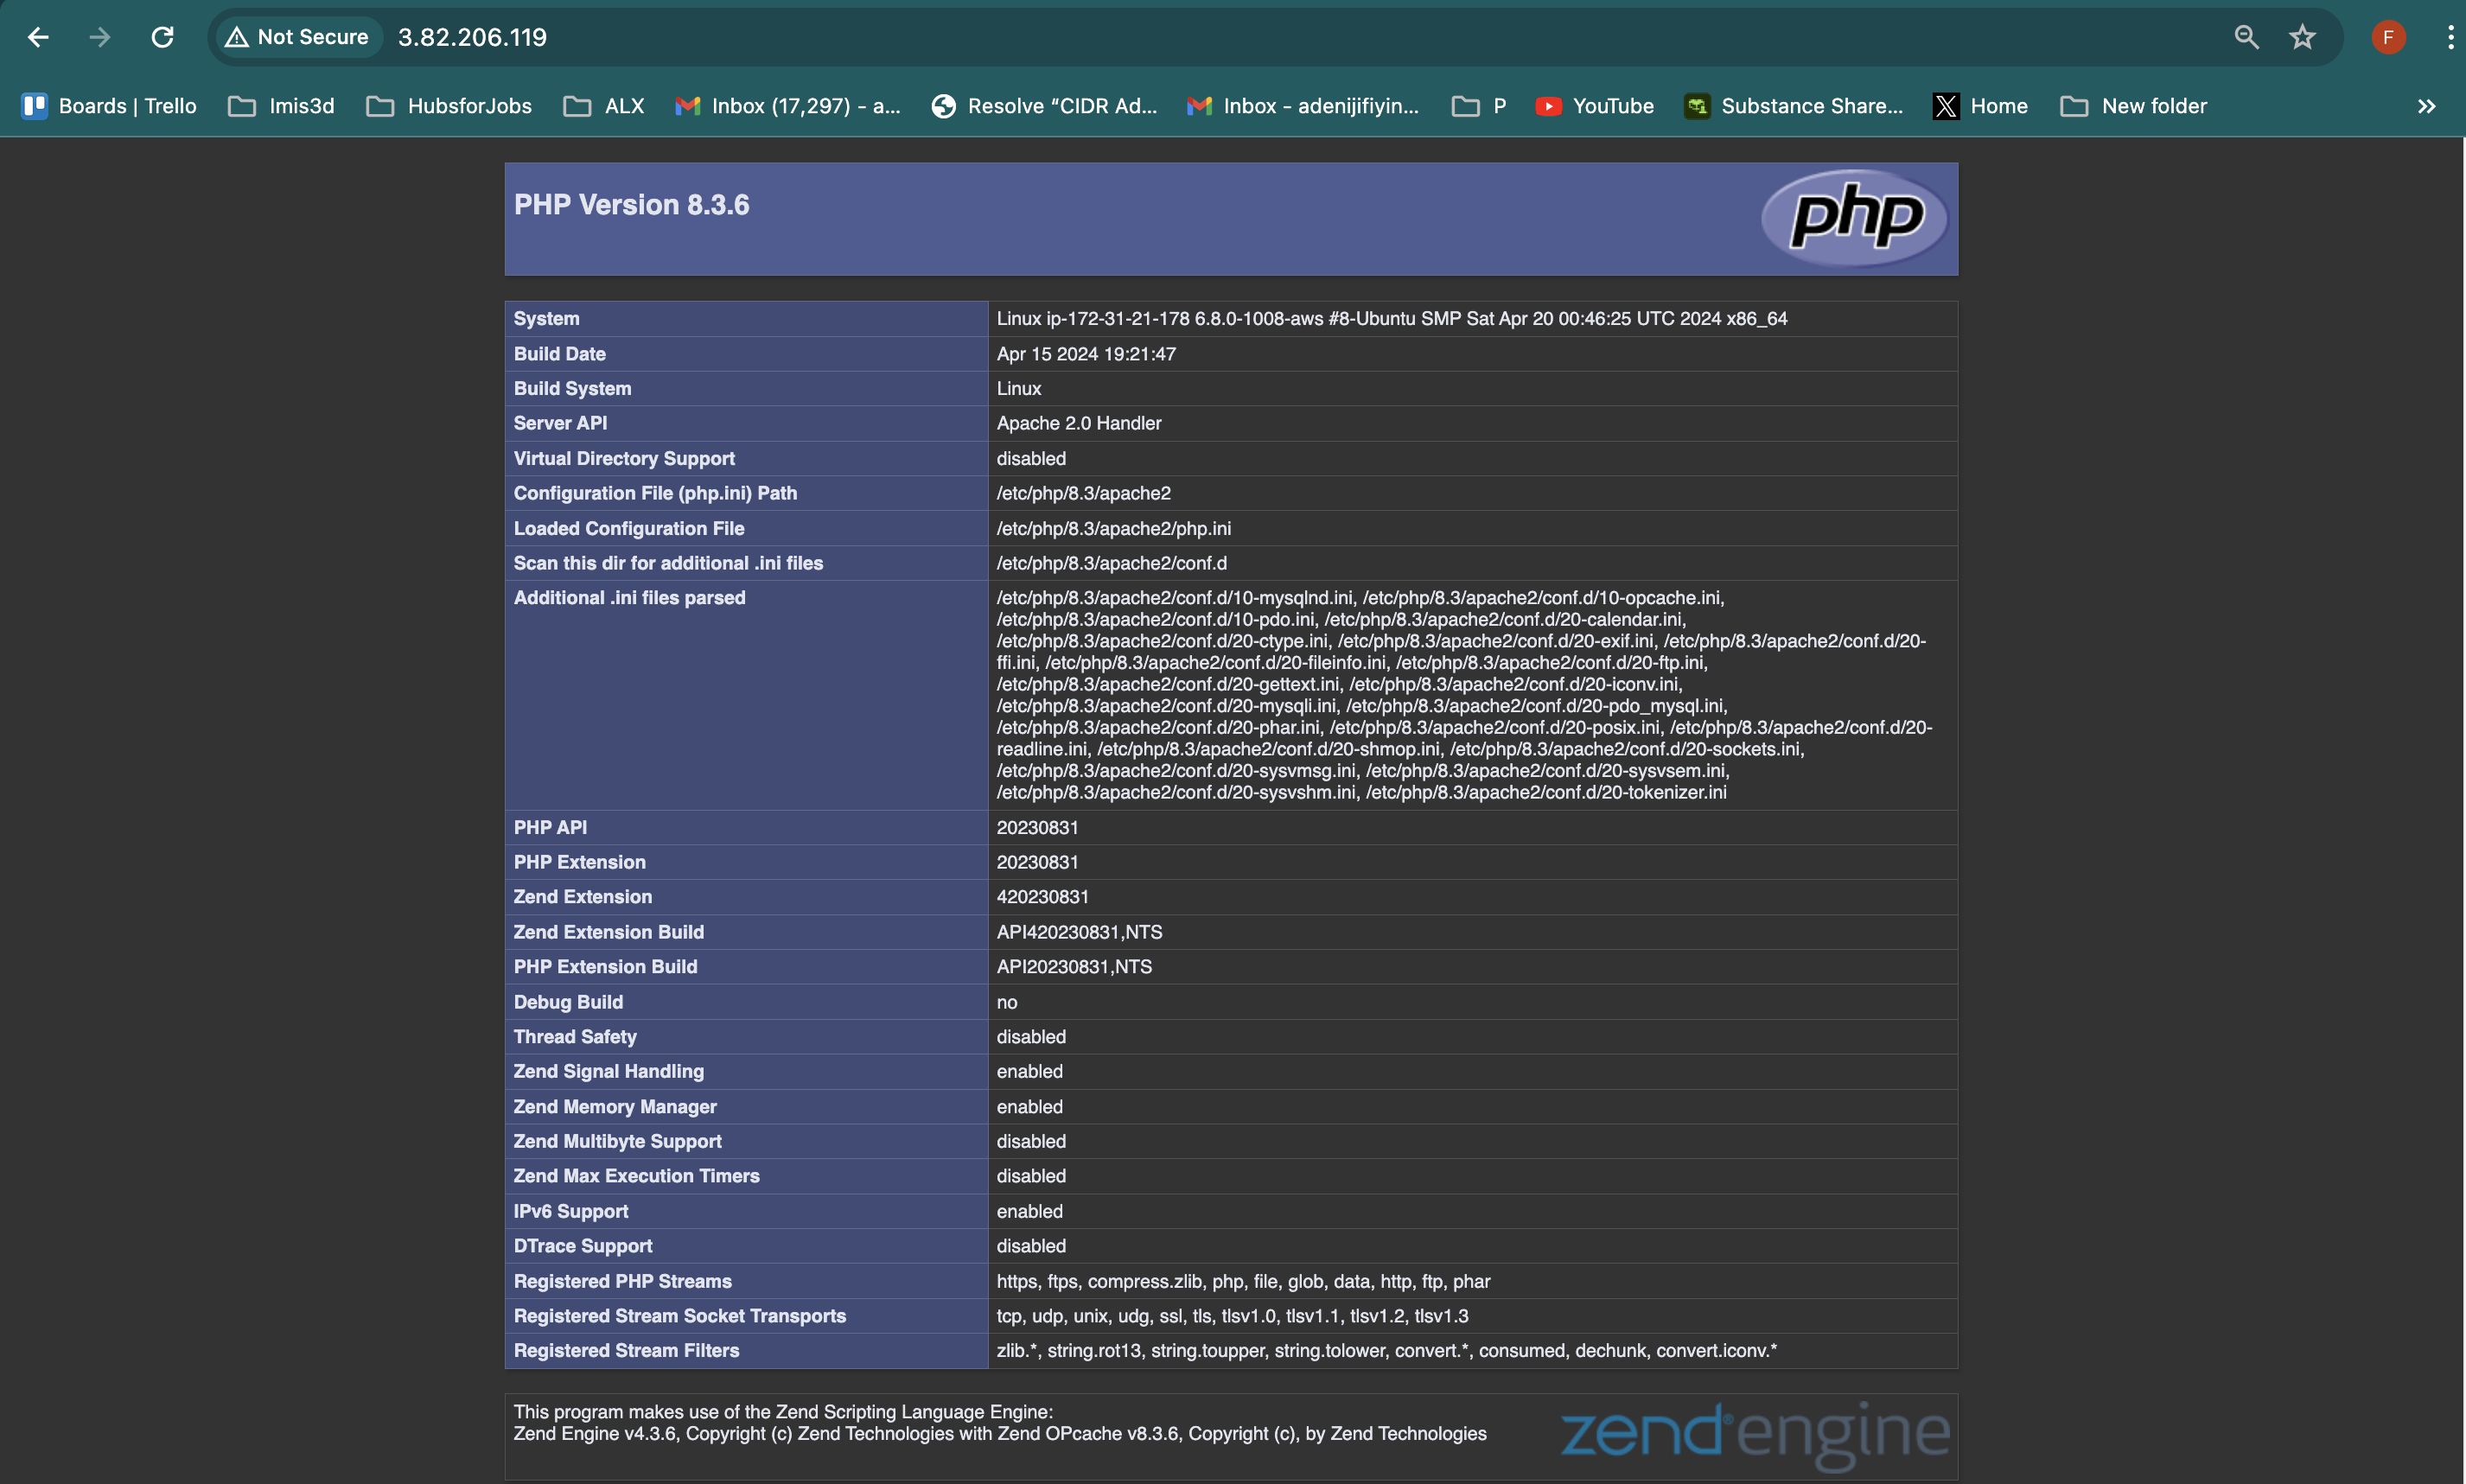 Not Secure 3.82.206.119 F
Boards | Trello Imis3d HubsforJobs ALX Inbox (17,297) - a... Resolve “CIDR Ad... Inbox - adenijifiyin... P YouTube Substance Share... X Home New folder »
PHP Version 8.3.6 php
System Linux ip-172-31-21-178 6.8.0-1008-aws #8-Ubuntu SMP Sat Apr 20 00:46:25 UTC 2024 x86_64
Build Date Apr 15 2024 19:21:47
Build System Linux
Server API Apache 2.0 Handler
Virtual Directory Support disabled
Configuration File (php.ini) Path /etc/php/8.3/apache2
Loaded Configuration File /etc/php/8.3/apache2/php.ini
Scan this dir for additional .ini files /etc/php/8.3/apache2/conf.d
Additional .ini files parsed /etc/php/8.3/apache2/conf.d/10-mysqlnd.ini, /etc/php/8.3/apache2/conf.d/10-opcache.ini,
/etc/php/8.3/apache2/conf.d/10-pdo.ini, /etc/php/8.3/apache2/conf.d/20-calendar.ini,
/etc/php/8.3/apache2/conf.d/20-ctype.ini, /etc/php/8.3/apache2/conf.d/20-exif.ini, /etc/php/8.3/apache2/conf.d/20-
ffi.ini, /etc/php/8.3/apache2/conf.d/20-fileinfo.ini, /etc/php/8.3/apache2/conf.d/20-ftp.ini,
/etc/php/8.3/apache2/conf.d/20-gettext.ini, /etc/php/8.3/apache2/conf.d/20-iconv.ini,
/etc/php/8.3/apache2/conf.d/20-mysqli.ini, /etc/php/8.3/apache2/conf.d/20-pdo_mysql.ini,
/etc/php/8.3/apache2/conf.d/20-phar.ini, /etc/php/8.3/apache2/conf.d/20-posix.ini, /etc/php/8.3/apache2/conf.d/20-
readline.ini, /etc/php/8.3/apache2/conf.d/20-shmop.ini, /etc/php/8.3/apache2/conf.d/20-sockets.ini,
/etc/php/8.3/apache2/conf.d/20-sysvmsg.ini, /etc/php/8.3/apache2/conf.d/20-sysvsem.ini,
/etc/php/8.3/apache2/conf.d/20-sysvshm.ini, /etc/php/8.3/apache2/conf.d/20-tokenizer.ini
PHP API 20230831
PHP Extension 20230831
Zend Extension 420230831
Zend Extension Build API420230831,NTS
PHP Extension Build API20230831,NTS
Debug Build no
Thread Safety disabled
Zend Signal Handling enabled
Zend Memory Manager enabled
Zend Multibyte Support disabled
Zend Max Execution Timers disabled
IPv6 Support enabled
DTrace Support disabled
Registered PHP Streams https, ftps, compress.zlib, php, file, glob, data, http, ftp, phar
Registered Stream Socket Transports tcp, udp, unix, udg, ssl, tls, tlsv1.0, tlsv1.1, tlsv1.2, tlsv1.3
Registered Stream Filters zlib.*, string.rot13, string.toupper, string.tolower, convert.*, consumed, dechunk, convert.iconv.*
This program makes use of the Zend Scripting Language Engine:
Zend Engine v4.3.6, Copyright (c) Zend Technologies with Zend OPcache v8.3.6, Copyright (c), by Zend Technologies
zend®engine